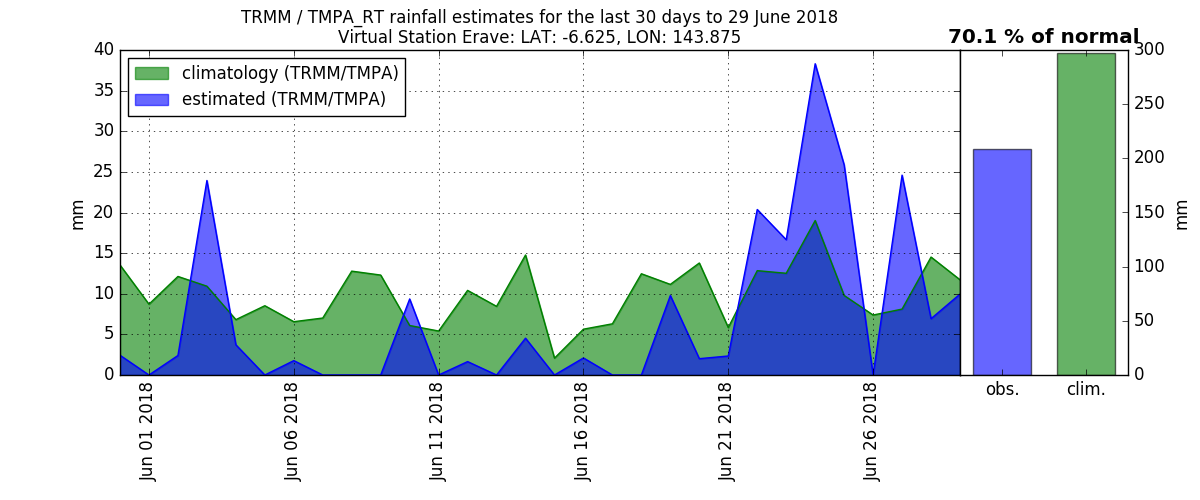 TRMM / TMPA_RT rainfall estimates for the last 30 days to 29 June 2018
Virtual Station Erave: LAT: -6.625, LON: 143.875
70.1 % of normal
climatology (TRMM/TMPA)
estimated (TRMM/TMPA)
mm
40
35
30
25
20
15
10
5
0
Jun 01 2018
Jun 06 2018
Jun 11 2018
Jun 16 2018
Jun 21 2018
Jun 26 2018
obs.
clim.
300
250
200
150
100
50
0
mm